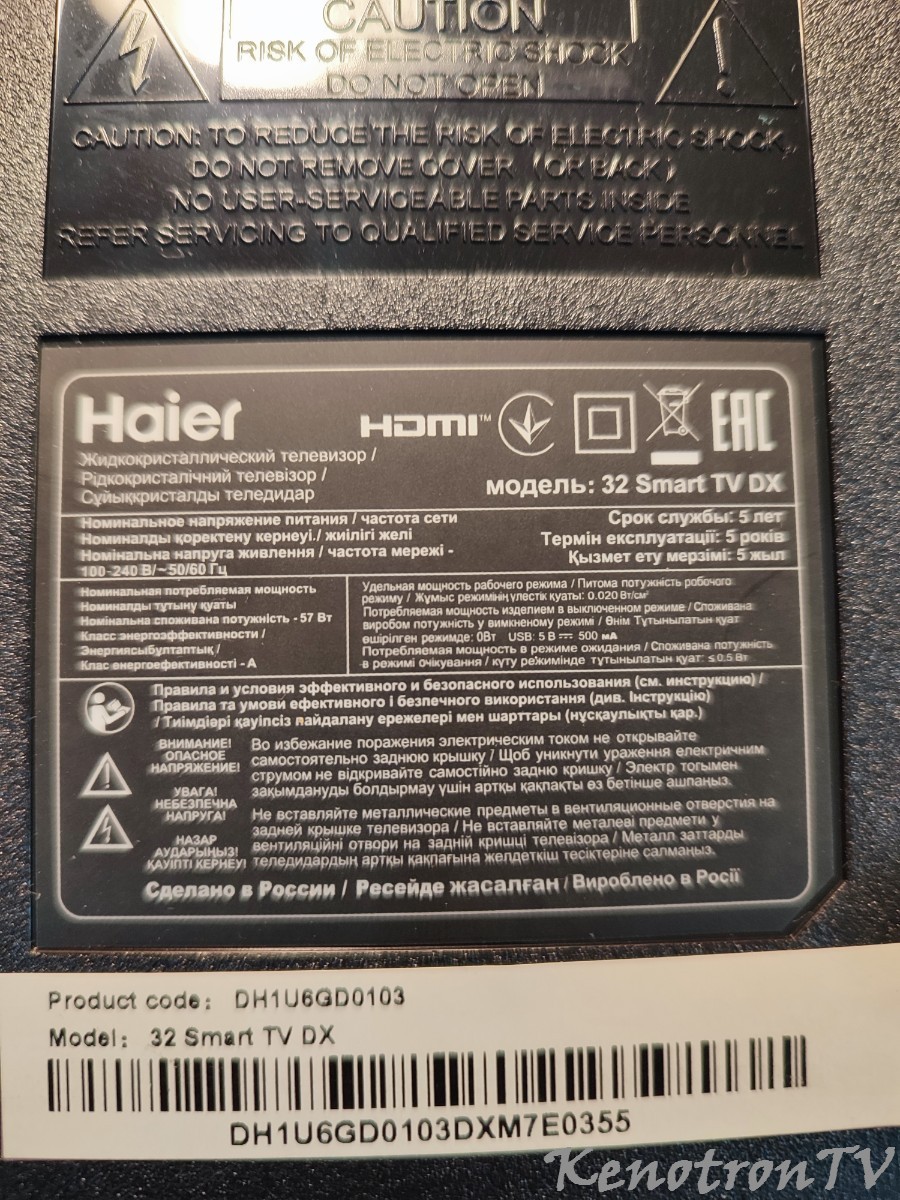 CAUTION
RISK OF ELECTRIC SHOCK
DO NOT OPEN
CAUTION: TO REDUCE THE RISK OF ELECTRIC SHOCK,
DO NOT REMOVE COVER (OR BACK)
NO USER-SERVICEABLE PARTS INSIDE
REFER SERVICING TO QUALIFIED SERVICE PERSONNEL
Haier
HDMI™
EAC
Жидкокристаллический телевизор /
Рідкокристалічний телевізор /
Сұйыққристалды теледидар
модель: 32 Smart TV DX
Номинальное напряжение питания / частота сети
Номиналды қоректену кернеуі./ жиілігі желі
Номінальна напруга живлення / частота мережі -
100-240 В/~ 50/60 Гц
Срок службы: 5 лет
Термін експлуатації: 5 років
Қызмет ету мерзімі: 5 жыл
Номинальная потребляемая мощность
Номиналды тұтыну қуаты
Номінальна споживана потужність - 57 Вт
Класс энергоэффективности /
Энергиясыбұптаптық /
Клас енергоефективності - А
Удельная мощность рабочего режима / Питома потужність робочого
режиму / Жұмыс режимінің үлестік қуаты: 0.020 Вт/см²
Потребляемая мощность изделием в выключенном режиме / Споживана
виробом потужність у вимкненому режимі / Өнім Тұтынылатын қуат
өшірілген режимде: 0Вт USB: 5 В ⎓ 500 мА
Потребляемая мощность в режиме ожидания / Споживана потужність
в режимі очікування / күту режимінде тұтынылатын қуат: ≤ 0.5 Вт
Правила и условия эффективного и безопасного использования (см. инструкцию) /
Правила та умови ефективного і безпечного використання (див. Інструкцію)
/ Тиімдірі қауіпсіз пайдалану ережелері мен шарттары (нұсқаулықты қар.)
ВНИМАНИЕ!
ОПАСНОЕ
НАПРЯЖЕНИЕ!
УВАГА!
НЕБЕЗПЕЧНА
НАПРУГА!
НАЗАР
АУДАРЫҢЫЗ!
ҚАУІПТІ КЕРНЕУ!
Во избежание поражения электрическим током не открывайте
самостоятельно заднюю крышку / Щоб уникнути ураження електричним
струмом не відкривайте самостійно задню кришку / Электр тогымен
зақымдануды болдырмау үшін артқы қақпақты өз бетінше ашпаңыз.
Не вставляйте металлические предметы в вентиляционные отверстия на
задней крышке телевизора / Не вставляйте металеві предмети у
вентиляційні отвори на задній кришці телевізора / Металл заттарды
теледидардың артқы қақпағына желдеткіш тесіктеріне салмаңыз.
Сделано в России / Ресейде жасалған / Вироблено в Росії
Product code: DH1U6GD0103
Model: 32 Smart TV DX
DH1U6GD0103DXM7E0355
KenotronTV